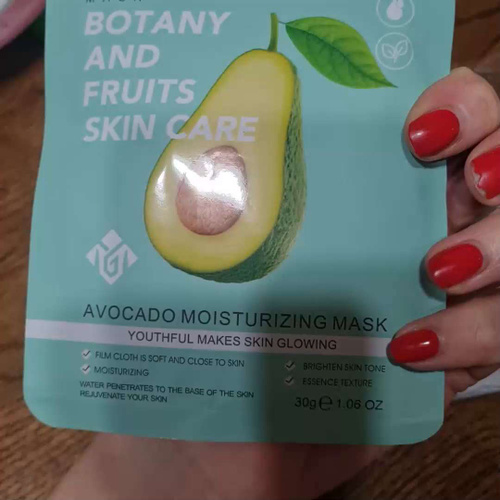 BOTANY
AND
FRUITS
SKIN CARE
AVOCADO MOISTURIZING MASK
YOUTHFUL MAKES SKIN GLOWING
FILM CLOTH IS SOFT AND CLOSE TO SKIN
BRIGHTEN SKIN TONE
MOISTURIZING
ESSENCE TEXTURE
WATER PENETRATES TO THE BASE OF THE SKIN
REJUVENATE YOUR SKIN
30g℮1.06 OZ